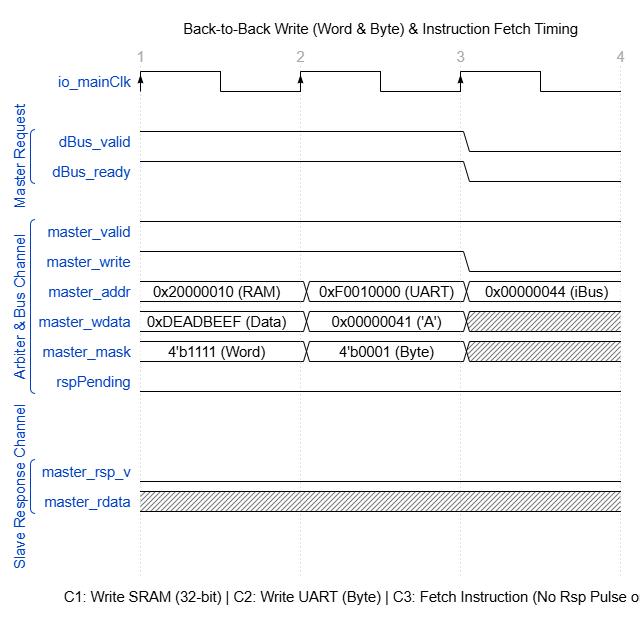 Back-to-Back Write (Word & Byte) & Instruction Fetch Timing
1 2 3 4
io_mainClk
Master Request
dBus_valid
dBus_ready
Arbiter & Bus Channel
master_valid
master_write
master_addr 0x20000010 (RAM) 0xF0010000 (UART) 0x00000044 (iBus)
master_wdata 0xDEADBEEF (Data) 0x00000041 ('A')
master_mask 4'b1111 (Word) 4'b0001 (Byte)
rspPending
Slave Response Channel
master_rsp_v
master_rdata
C1: Write SRAM (32-bit) | C2: Write UART (Byte) | C3: Fetch Instruction (No Rsp Pulse o